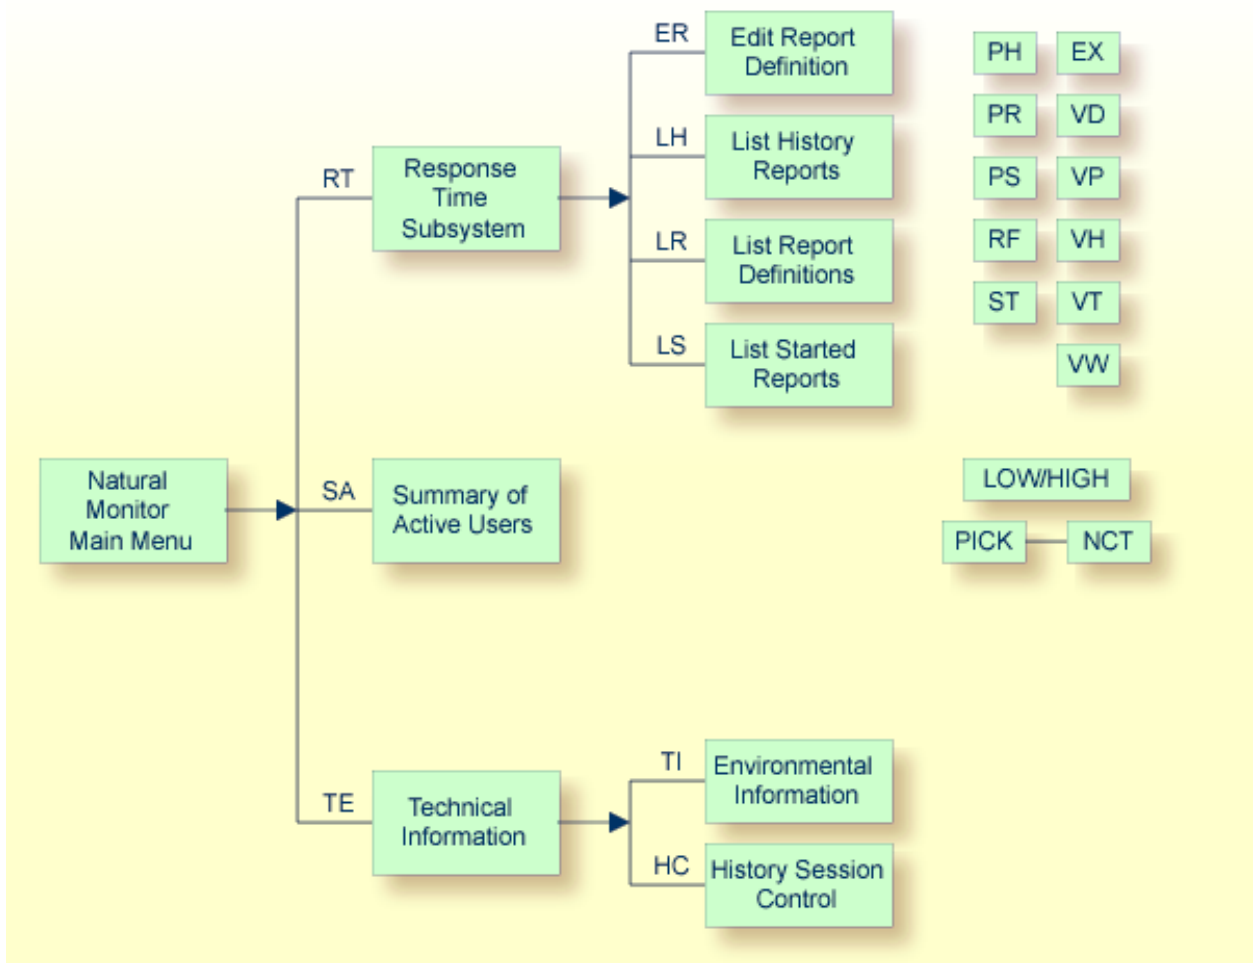 ER
Edit Report
Definition
PH
EX
PR
VD
LH
List History
Reports
RT
Response
Time
Subsystem
PS
VP
LR
List Report
Definitions
RF
VH
ST
VT
LS
List Started
Reports
VW
Natural
Monitor
Main Menu
SA
Summary of
Active Users
LOW/HIGH
PICK
NCT
TE
Technical
Information
TI
Environmental
Information
HC
History Session
Control